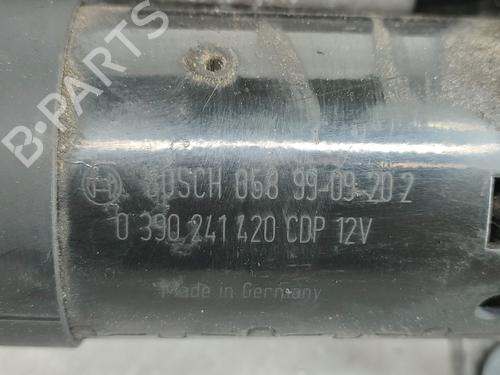 B-PARTS
BOSCH 068 99-09-20 2
0 390 241 420 CDP 12V
Made in Germany